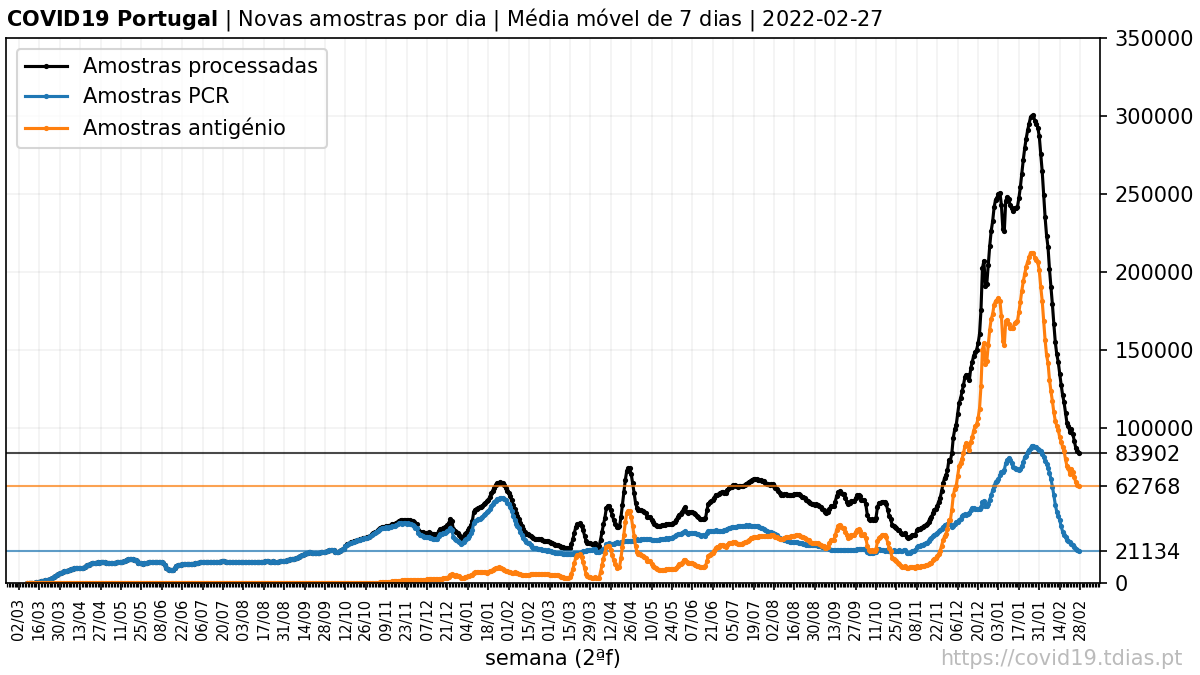 COVID19 Portugal | Novas amostras por dia | Média móvel de 7 dias | 2022-02-27
Amostras processadas
Amostras PCR
Amostras antigénio
350000
300000
250000
200000
150000
100000
83902
62768
21134
0
02/03 16/03 30/03 13/04 27/04 11/05 25/05 08/06 22/06 06/07 20/07 03/08 17/08 31/08 14/09 28/09 12/10 26/10 09/11 23/11 07/12 21/12 04/01 18/01 01/02 15/02 01/03 15/03 29/03 12/04 26/04 10/05 24/05 07/06 21/06 05/07 19/07 02/08 16/08 30/08 13/09 27/09 11/10 25/10 08/11 22/11 06/12 20/12 03/01 17/01 31/01 14/02 28/02
semana (2ªf)
https://covid19.tdias.pt